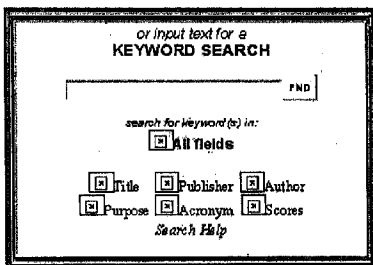 or input text for a
KEYWORD SEARCH
FIND
search for keyword(s) in:
All fields
Title Publisher Author
Purpose Acronym Scores
Search Help